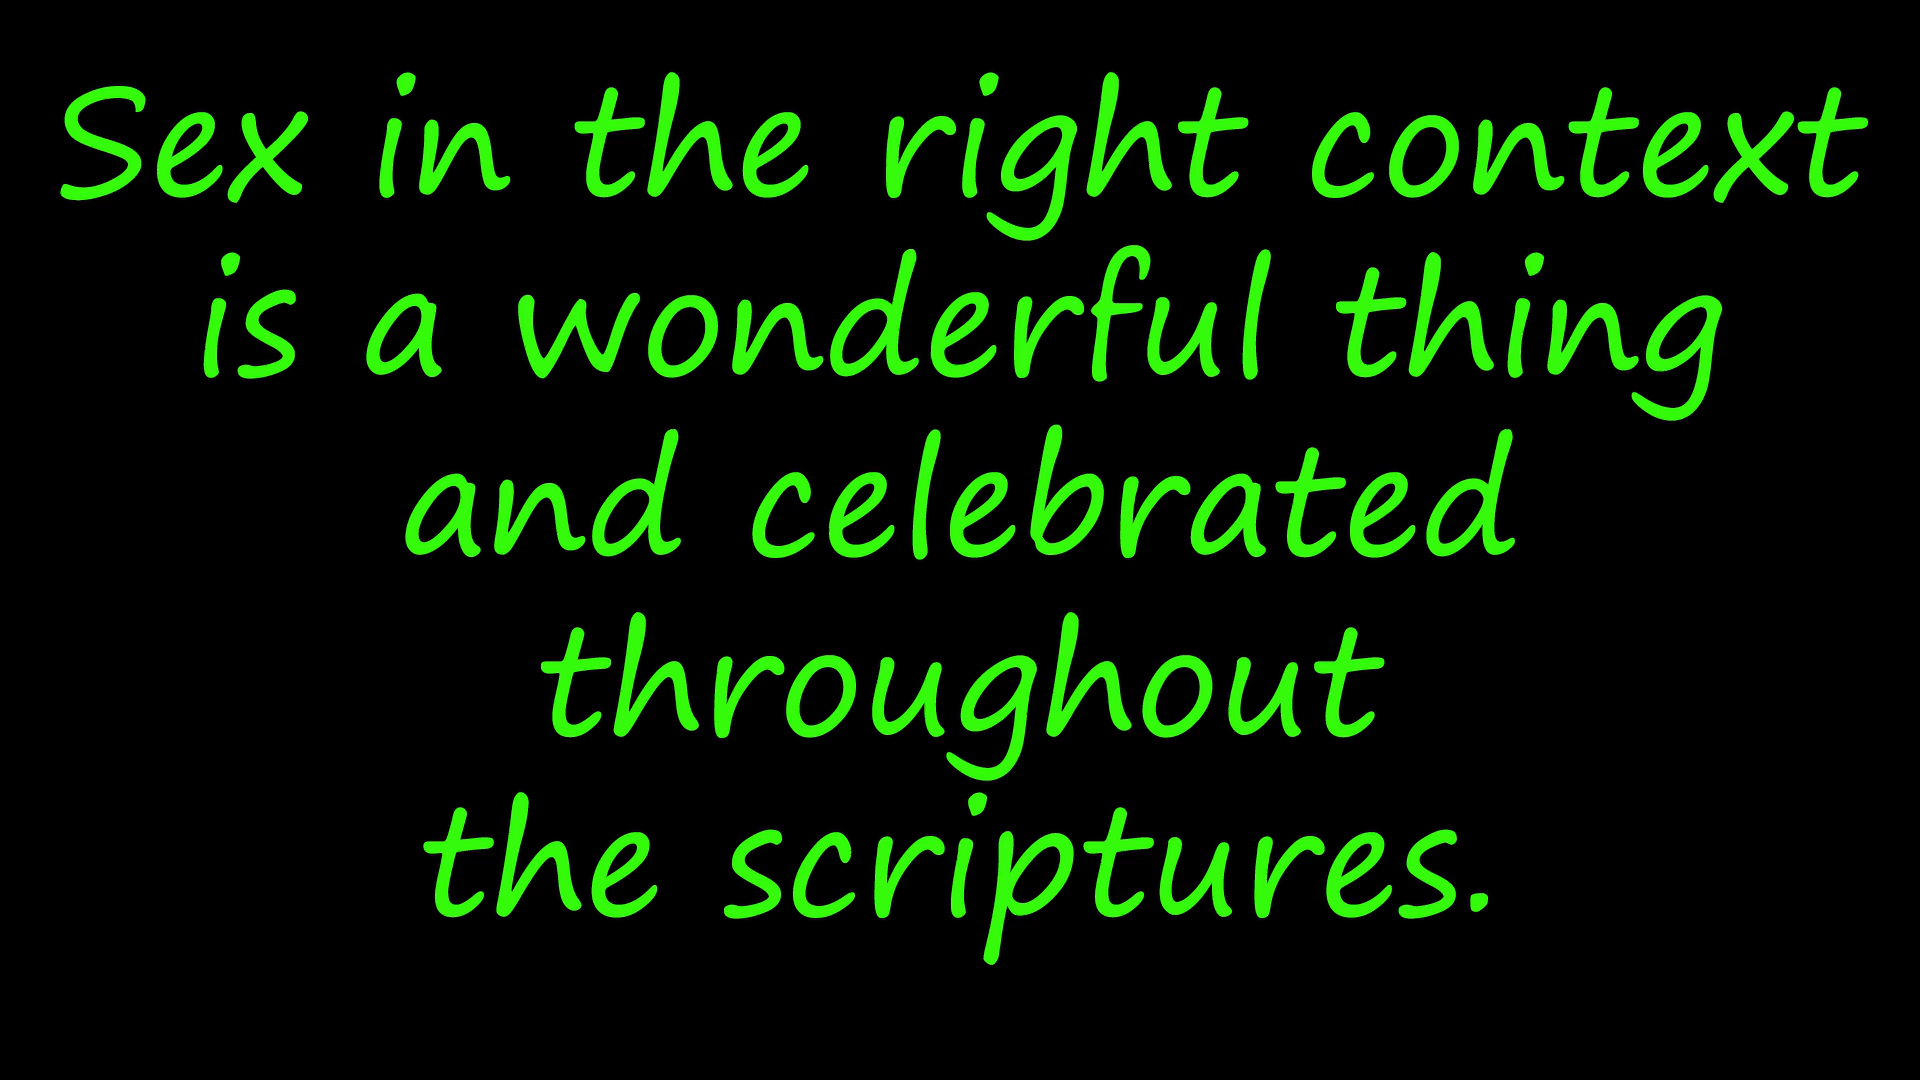 Sex in the right context
is a wonderful thing
and celebrated
throughout
the scriptures.